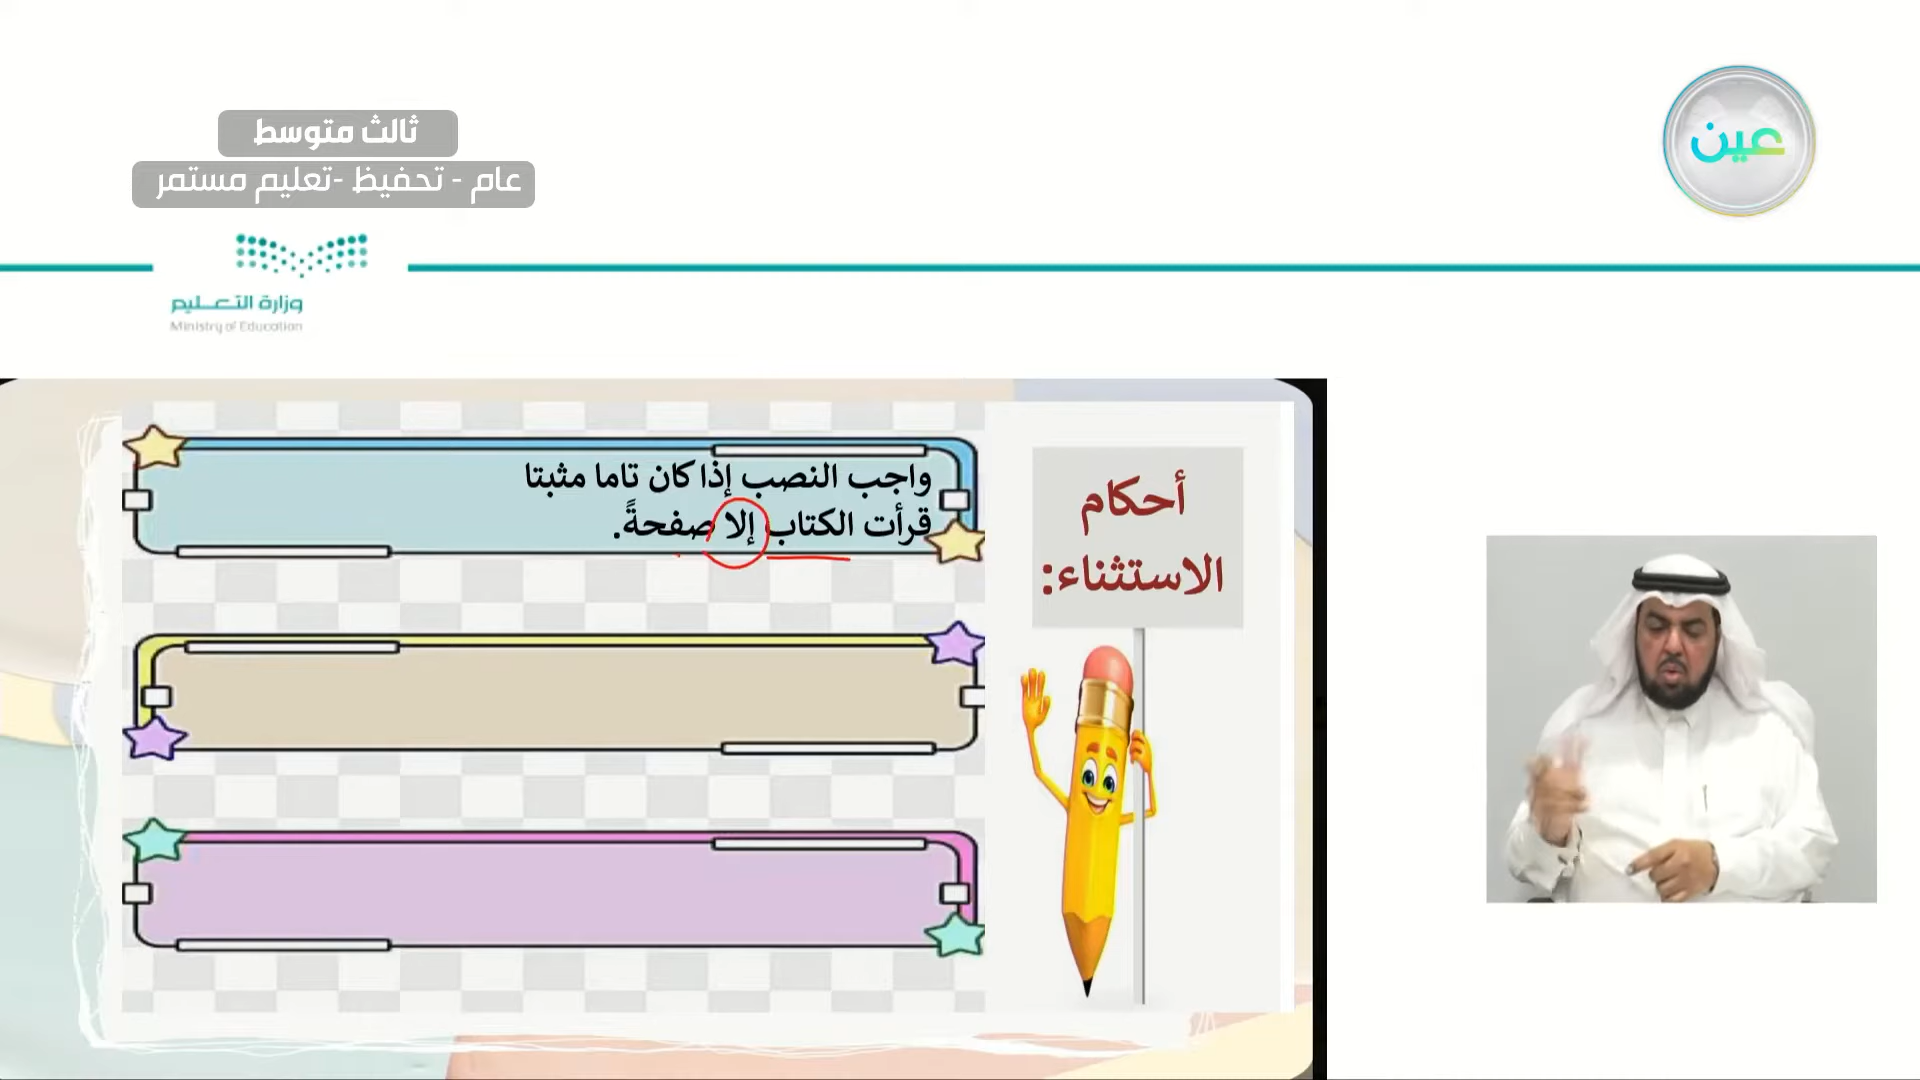 ثالث متوسط
عام - تحفيظ -تعليم مستمر
عين
وزارة التعـــليم
Ministry of Education
أحكام
الاستثناء:
واجب النصب إذا كان تاما مثبتا
قرأت الكتاب إلا صفحةً.